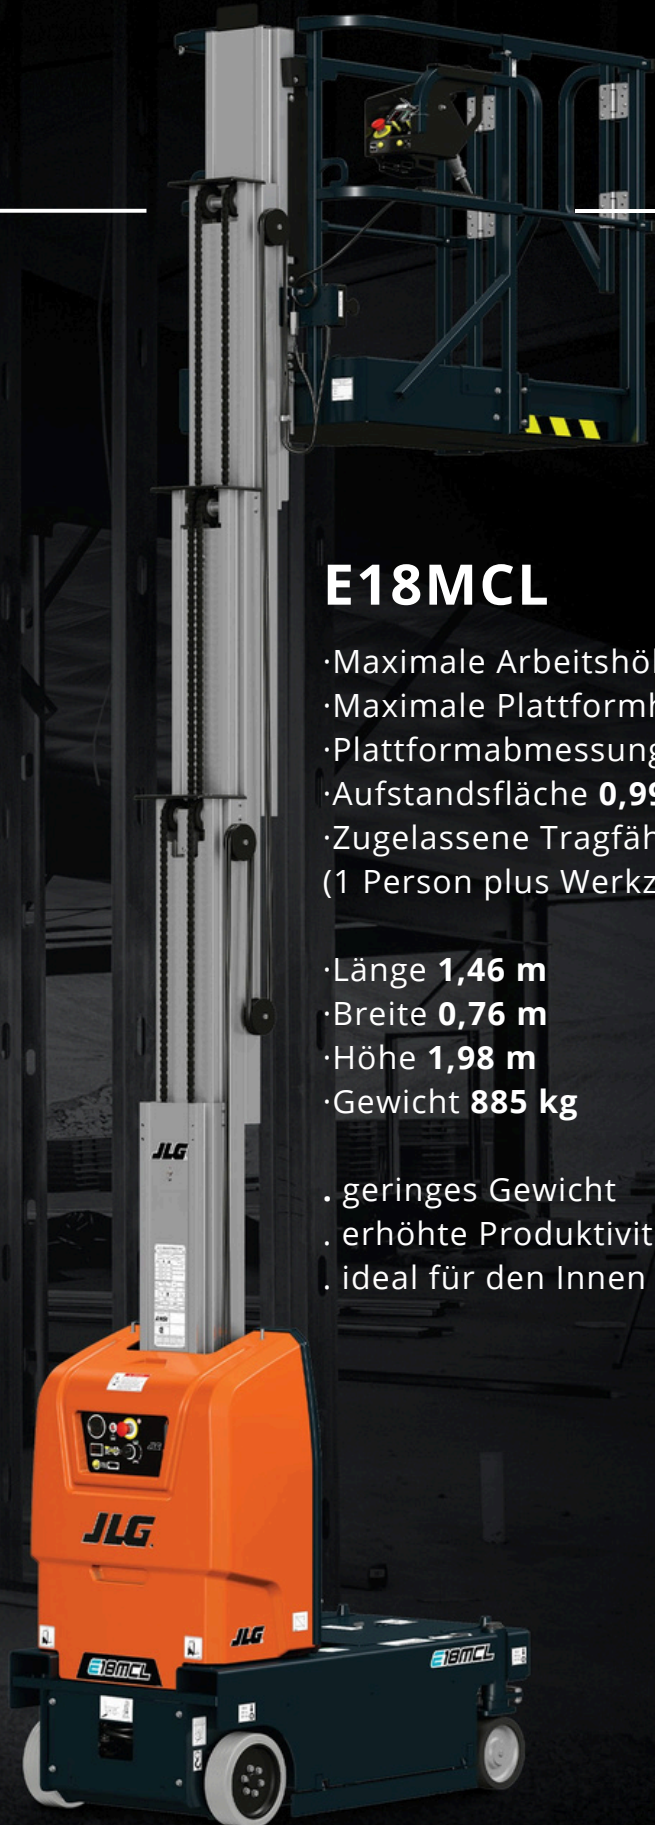 E18MCL
·Maximale Arbeitshö
·Maximale Plattform
·Plattformabmessung
·Aufstandsfläche 0,99
·Zugelassene Tragfäh
(1 Person plus Werkz
·Länge 1,46 m
·Breite 0,76 m
·Höhe 1,98 m
·Gewicht 885 kg
. geringes Gewicht
. erhöhte Produktivit
. ideal für den Innen
JLG
JLG
JLG
E18MCL
E18MCL